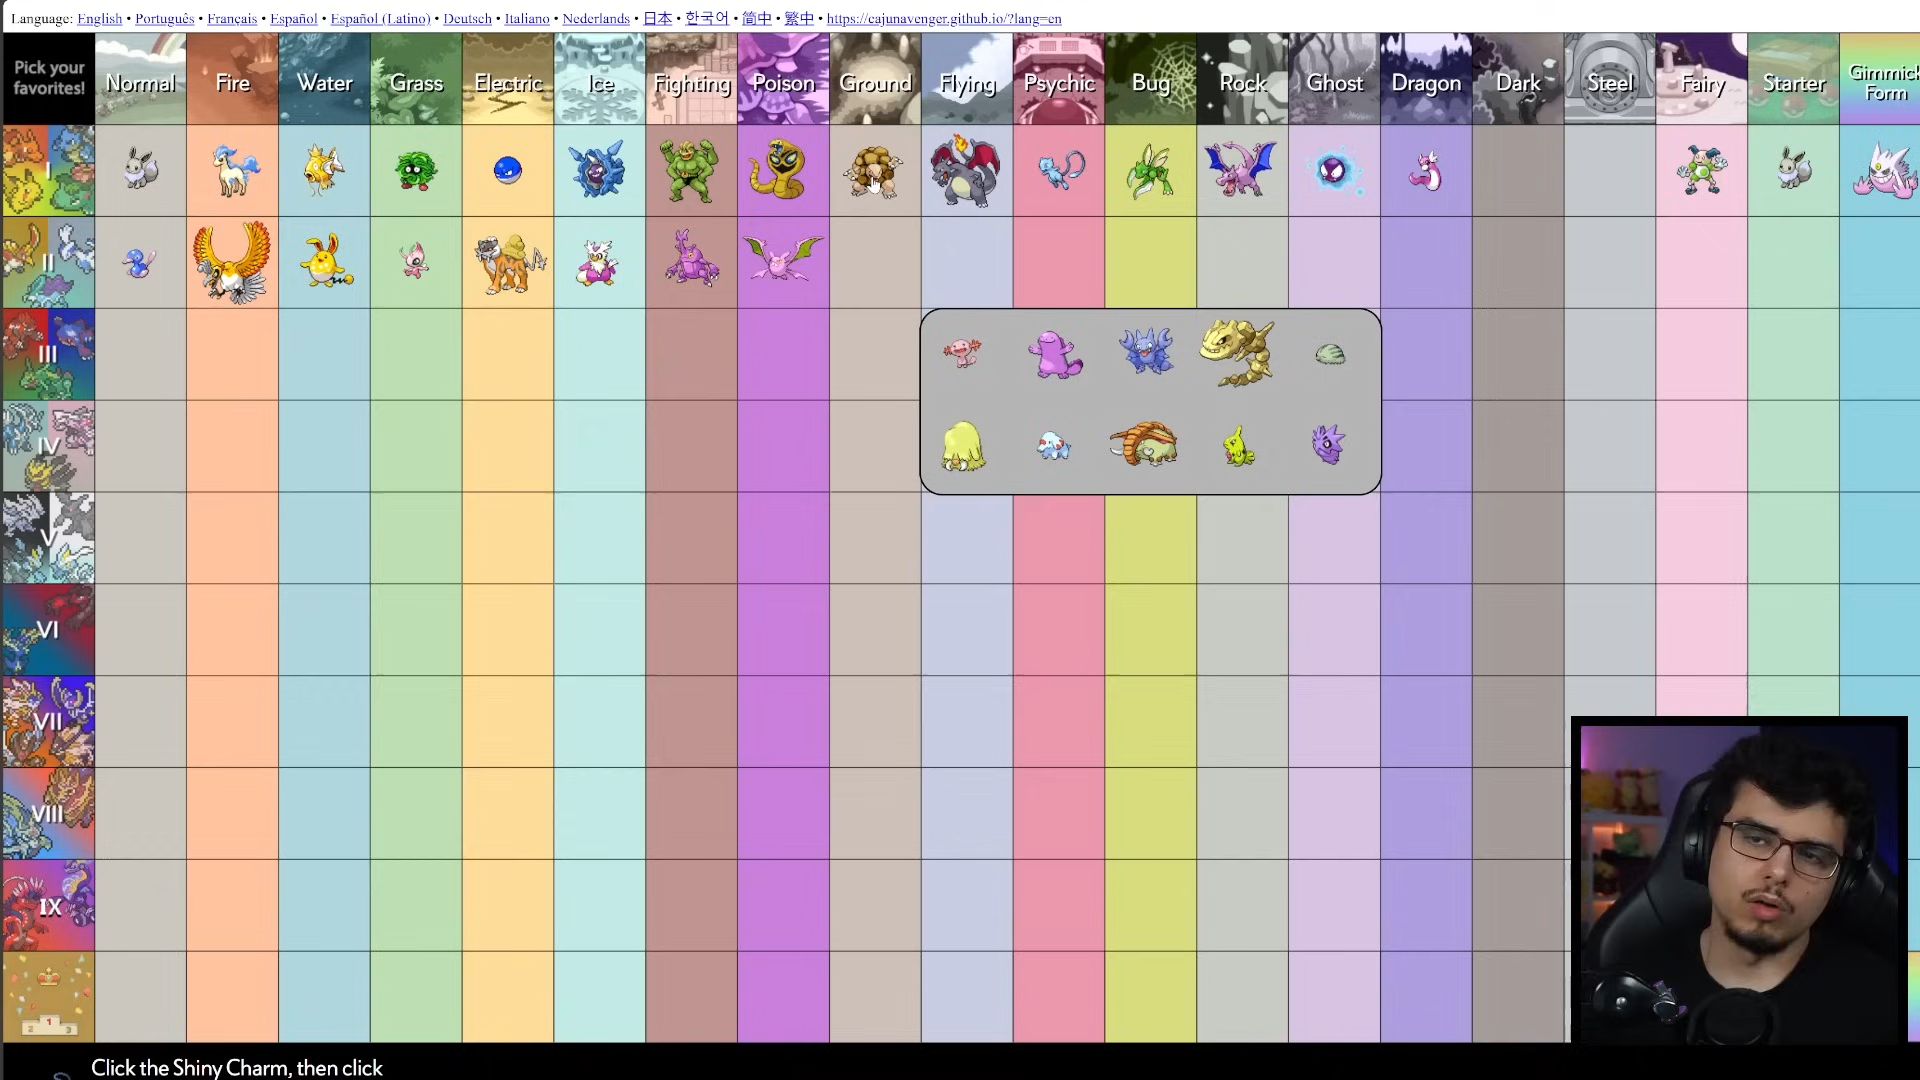 Language: English • Português • Français • Español • Español (Latino) • Deutsch • Italiano • Nederlands • 日本 • 한국어 • 简中 • 繁中 • https://cajunavenger.github.io/?lang=en
Pick your favorites!
Normal
Fire
Water
Grass
Electric
Ice
Fighting
Poison
Ground
Flying
Psychic
Bug
Rock
Ghost
Dragon
Dark
Steel
Fairy
Starter
Gimmick Form
I
II
III
IV
V
VI
VII
VIII
IX
2 1 3
Click the Shiny Charm, then click